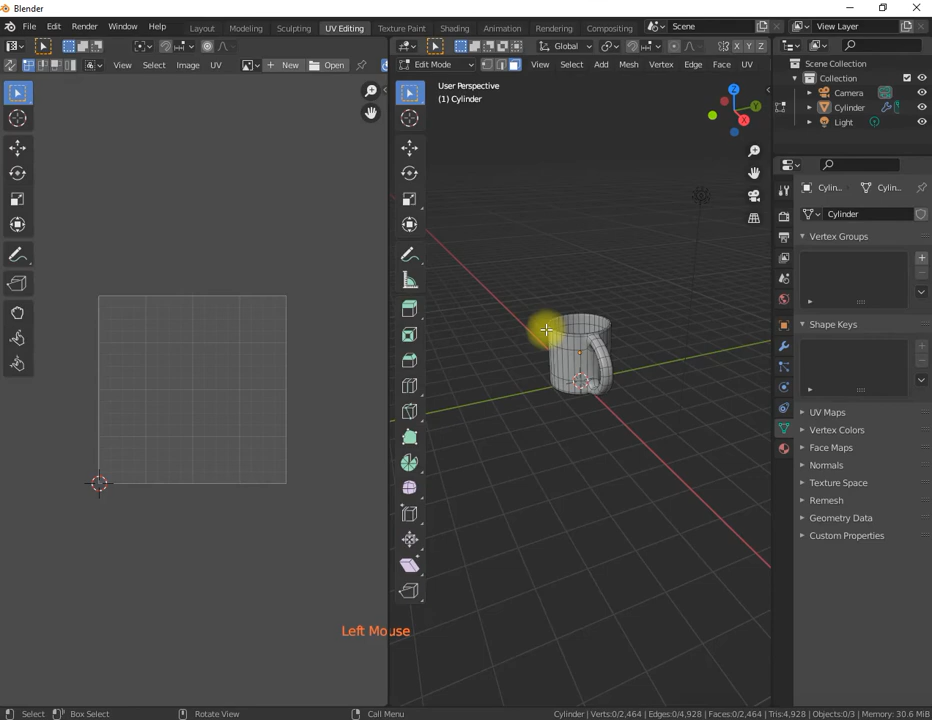 Blender
File Edit Render Window Help
Layout Modeling Sculpting UV Editing Texture Paint Shading Animation Rendering Compositing
Scene
View Layer
View Select Image UV
New
Open
Global
X Y Z
Edit Mode
View Select Add Mesh Vertex Edge Face UV
User Perspective
(1) Cylinder
Z
Y
X
Scene Collection
Collection
Camera
Cylinder
Light
Cylin...
Cylin...
Cylinder
Vertex Groups
Shape Keys
UV Maps
Vertex Colors
Face Maps
Normals
Texture Space
Remesh
Geometry Data
Custom Properties
Left Mouse
Select
Box Select
Rotate View
Call Menu
Cylinder | Verts:0/2,464 | Edges:0/4,928 | Faces:0/2,464 | Tris:4,928 | Objects:0/3 | Memory: 30.6 MiB